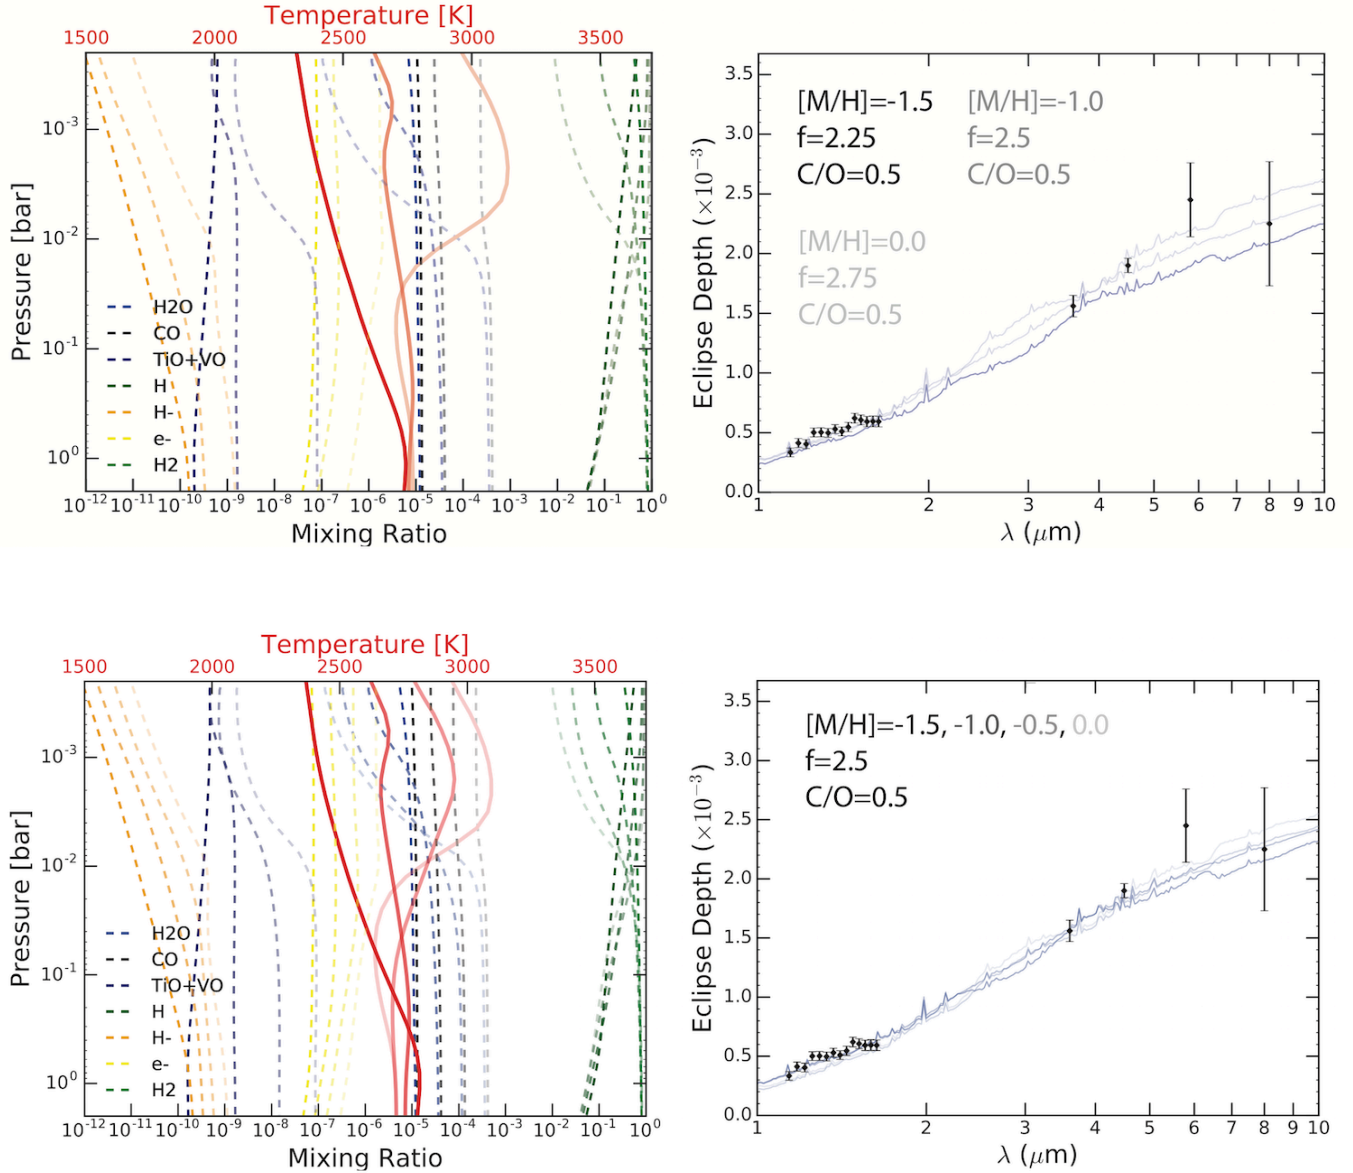 Temperature [K]
1500 2000 2500 3000 3500
Pressure [bar]
10⁻³
10⁻²
10⁻¹
10⁰
H2O
CO
TiO+VO
H
H-
e-
H2
10⁻¹² 10⁻¹¹ 10⁻¹⁰ 10⁻⁹ 10⁻⁸ 10⁻⁷ 10⁻⁶ 10⁻⁵ 10⁻⁴ 10⁻³ 10⁻² 10⁻¹ 10⁰
Mixing Ratio
Eclipse Depth (×10⁻³)
3.5
3.0
2.5
2.0
1.5
1.0
0.5
0.0
[M/H]=-1.5 [M/H]=-1.0
f=2.25 f=2.5
C/O=0.5 C/O=0.5
[M/H]=0.0
f=2.75
C/O=0.5
1 2 3 4 5 6 7 8 9 10
λ (μm)
Temperature [K]
1500 2000 2500 3000 3500
Pressure [bar]
10⁻³
10⁻²
10⁻¹
10⁰
H2O
CO
TiO+VO
H
H-
e-
H2
10⁻¹² 10⁻¹¹ 10⁻¹⁰ 10⁻⁹ 10⁻⁸ 10⁻⁷ 10⁻⁶ 10⁻⁵ 10⁻⁴ 10⁻³ 10⁻² 10⁻¹ 10⁰
Mixing Ratio
Eclipse Depth (×10⁻³)
3.5
3.0
2.5
2.0
1.5
1.0
0.5
0.0
[M/H]=-1.5, -1.0, -0.5, 0.0
f=2.5
C/O=0.5
1 2 3 4 5 6 7 8 9 10
λ (μm)